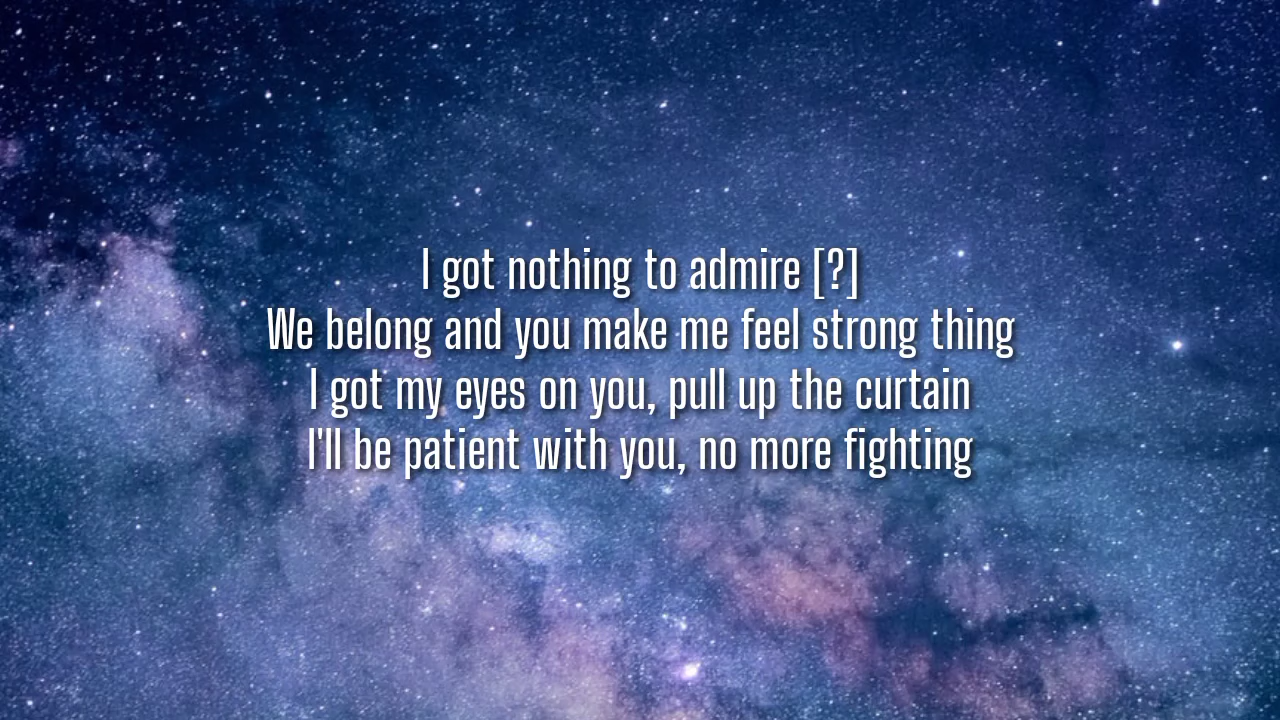 I got nothing to admire [?]
We belong and you make me feel strong thing
I got my eyes on you, pull up the curtain
I'll be patient with you, no more fighting